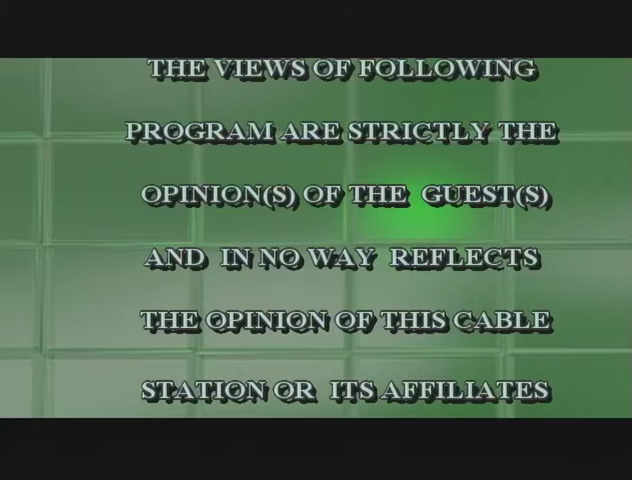 THE VIEWS OF FOLLOWING
PROGRAM ARE STRICTLY THE
OPINION(S) OF THE GUEST(S)
AND IN NO WAY REFLECTS
THE OPINION OF THIS CABLE
STATION OR ITS AFFILIATES